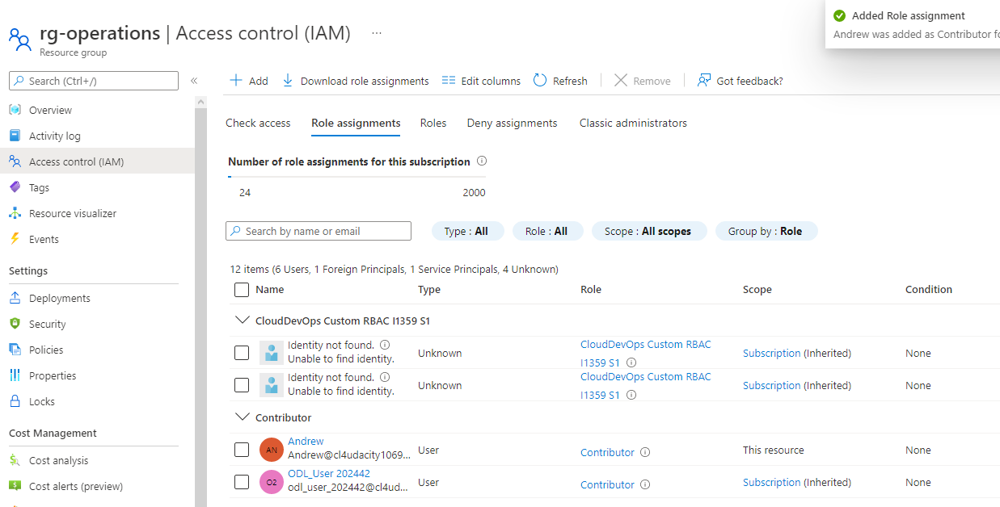 rg-operations | Access control (IAM) ...
Resource group
Added Role assignment
Andrew was added as Contributor fo
Search (Ctrl+/)
«
Overview
Activity log
Access control (IAM)
Tags
Resource visualizer
Events
Settings
Deployments
Security
Policies
Properties
Locks
Cost Management
Cost analysis
Cost alerts (preview)
Add
Download role assignments
Edit columns
Refresh
Remove
Got feedback?
Check access
Role assignments
Roles
Deny assignments
Classic administrators
Number of role assignments for this subscription
24
2000
Search by name or email
Type : All
Role : All
Scope : All scopes
Group by : Role
12 items (6 Users, 1 Foreign Principals, 1 Service Principals, 4 Unknown)
Name
Type
Role
Scope
Condition
CloudDevOps Custom RBAC I1359 S1
Identity not found.
Unable to find identity.
Unknown
CloudDevOps Custom RBAC
I1359 S1
Subscription (Inherited)
None
Identity not found.
Unable to find identity.
Unknown
CloudDevOps Custom RBAC
I1359 S1
Subscription (Inherited)
None
Contributor
AN
Andrew
Andrew@cl4udacity1069...
User
Contributor
This resource
None
O2
ODL_User 202442
odl_user_202442@cl4ud...
User
Contributor
Subscription (Inherited)
None